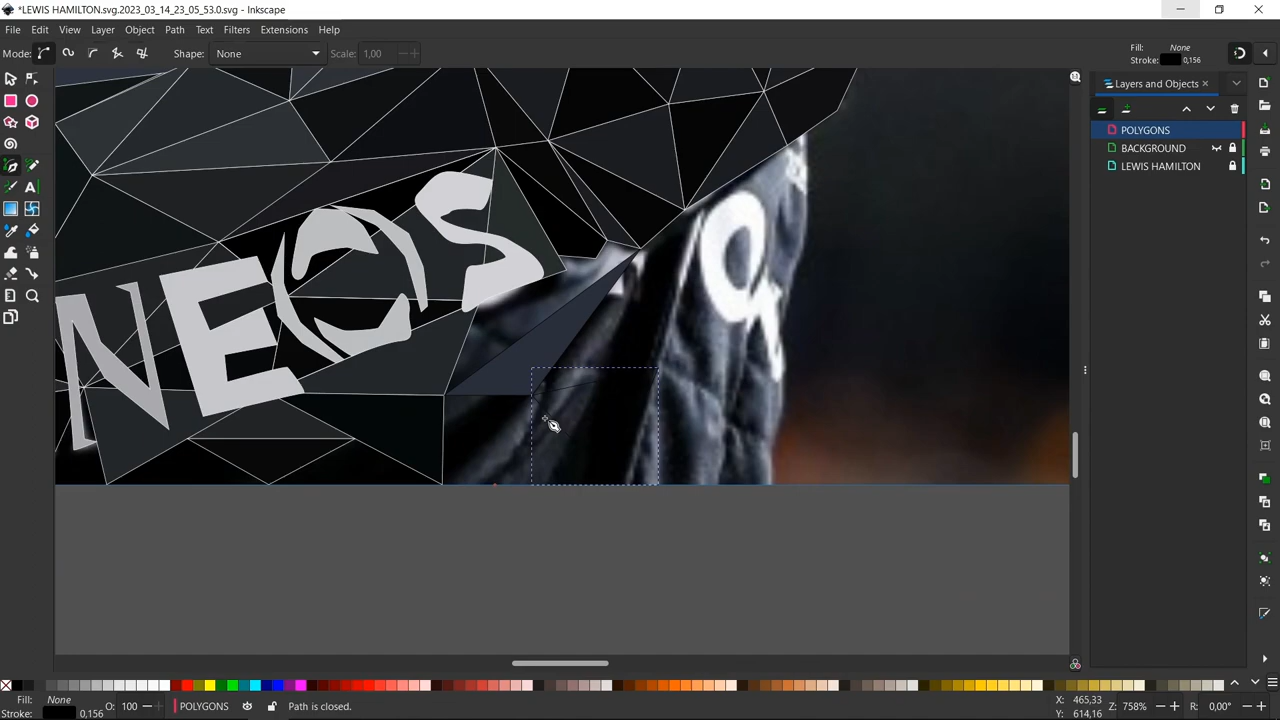 *LEWIS HAMILTON.svg.2023_03_14_23_05_53.0.svg - Inkscape
File Edit View Layer Object Path Text Filters Extensions Help
Mode: Shape: None Scale: 1,00
Fill: None
Stroke: 0,156
Layers and Objects
POLYGONS
BACKGROUND
LEWIS HAMILTON
NEOS
Fill: None
Stroke: 0,156
O: 100
POLYGONS
Path is closed.
X: 465,33
Y: 614,16
Z: 758%
R: 0,00°